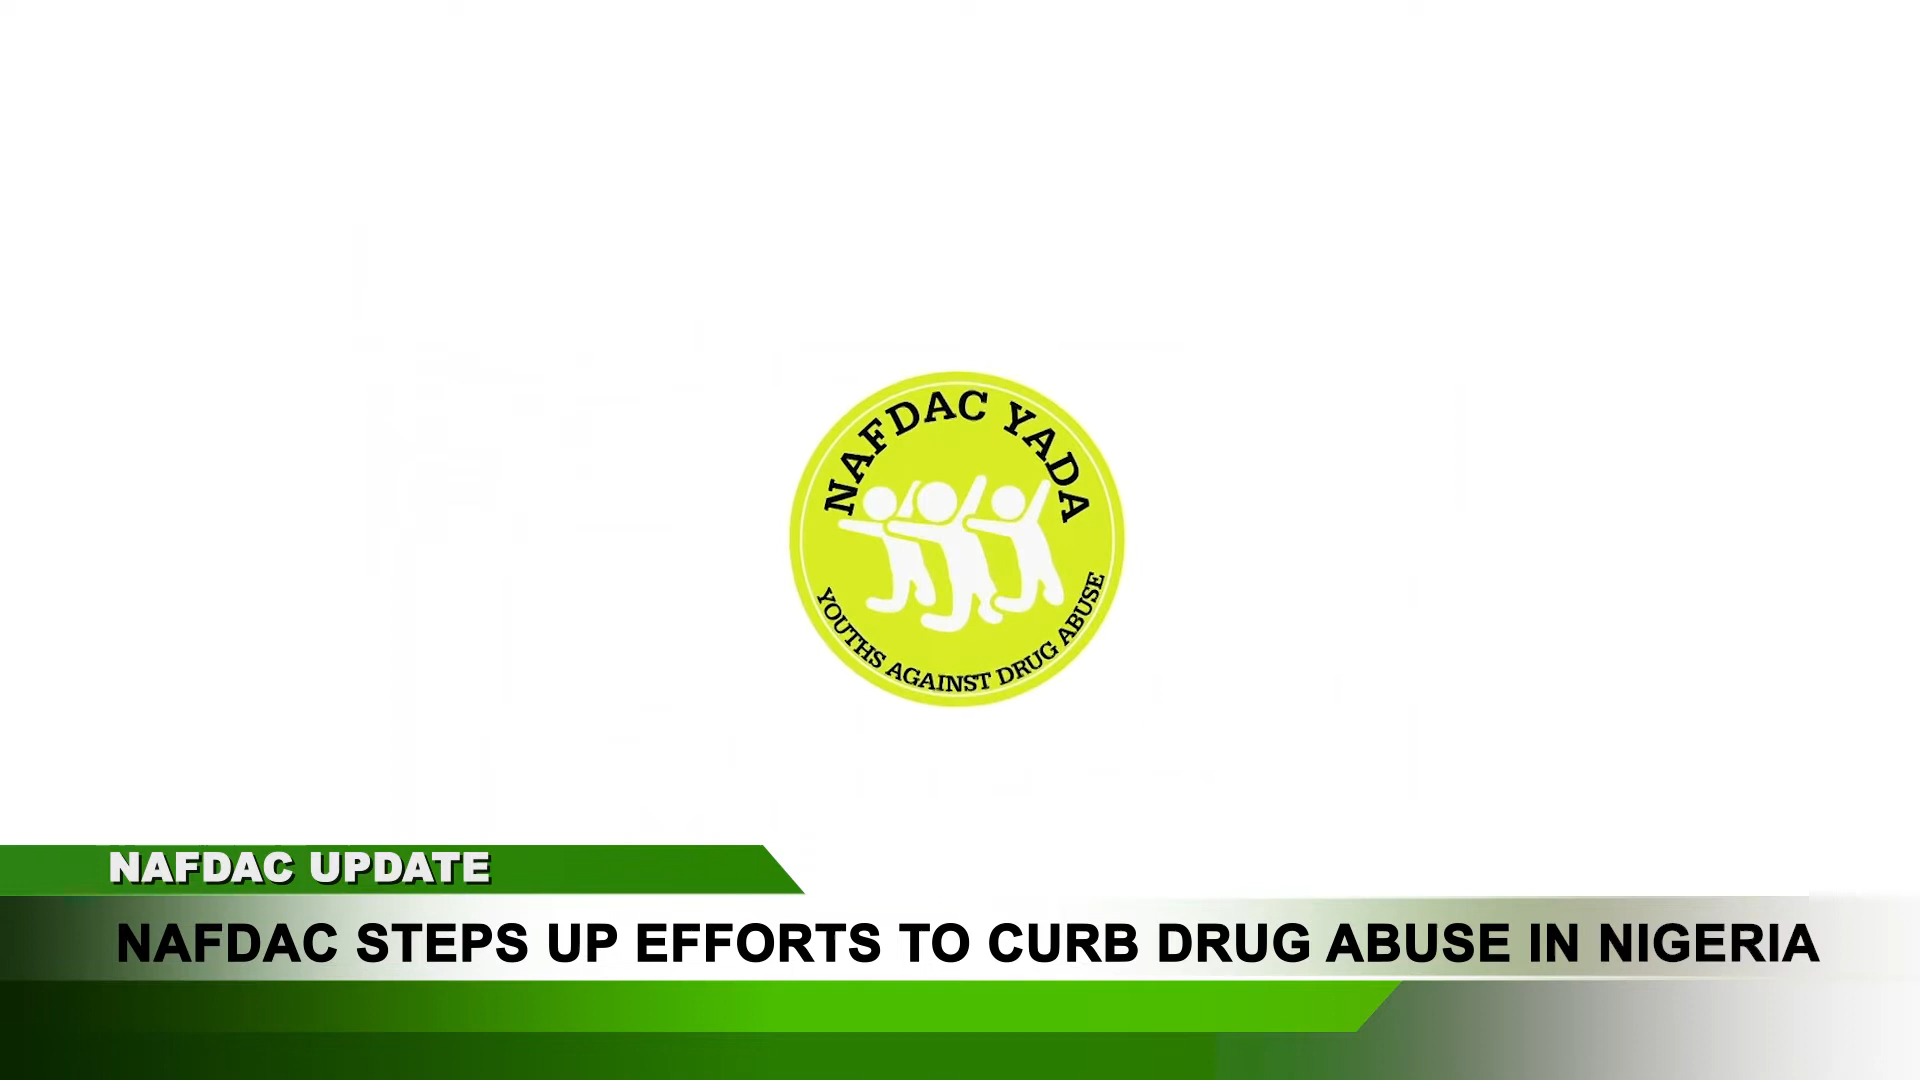 NAFDAC YADA
YOUTHS AGAINST DRUG ABUSE
NAFDAC UPDATE
NAFDAC STEPS UP EFFORTS TO CURB DRUG ABUSE IN NIGERIA